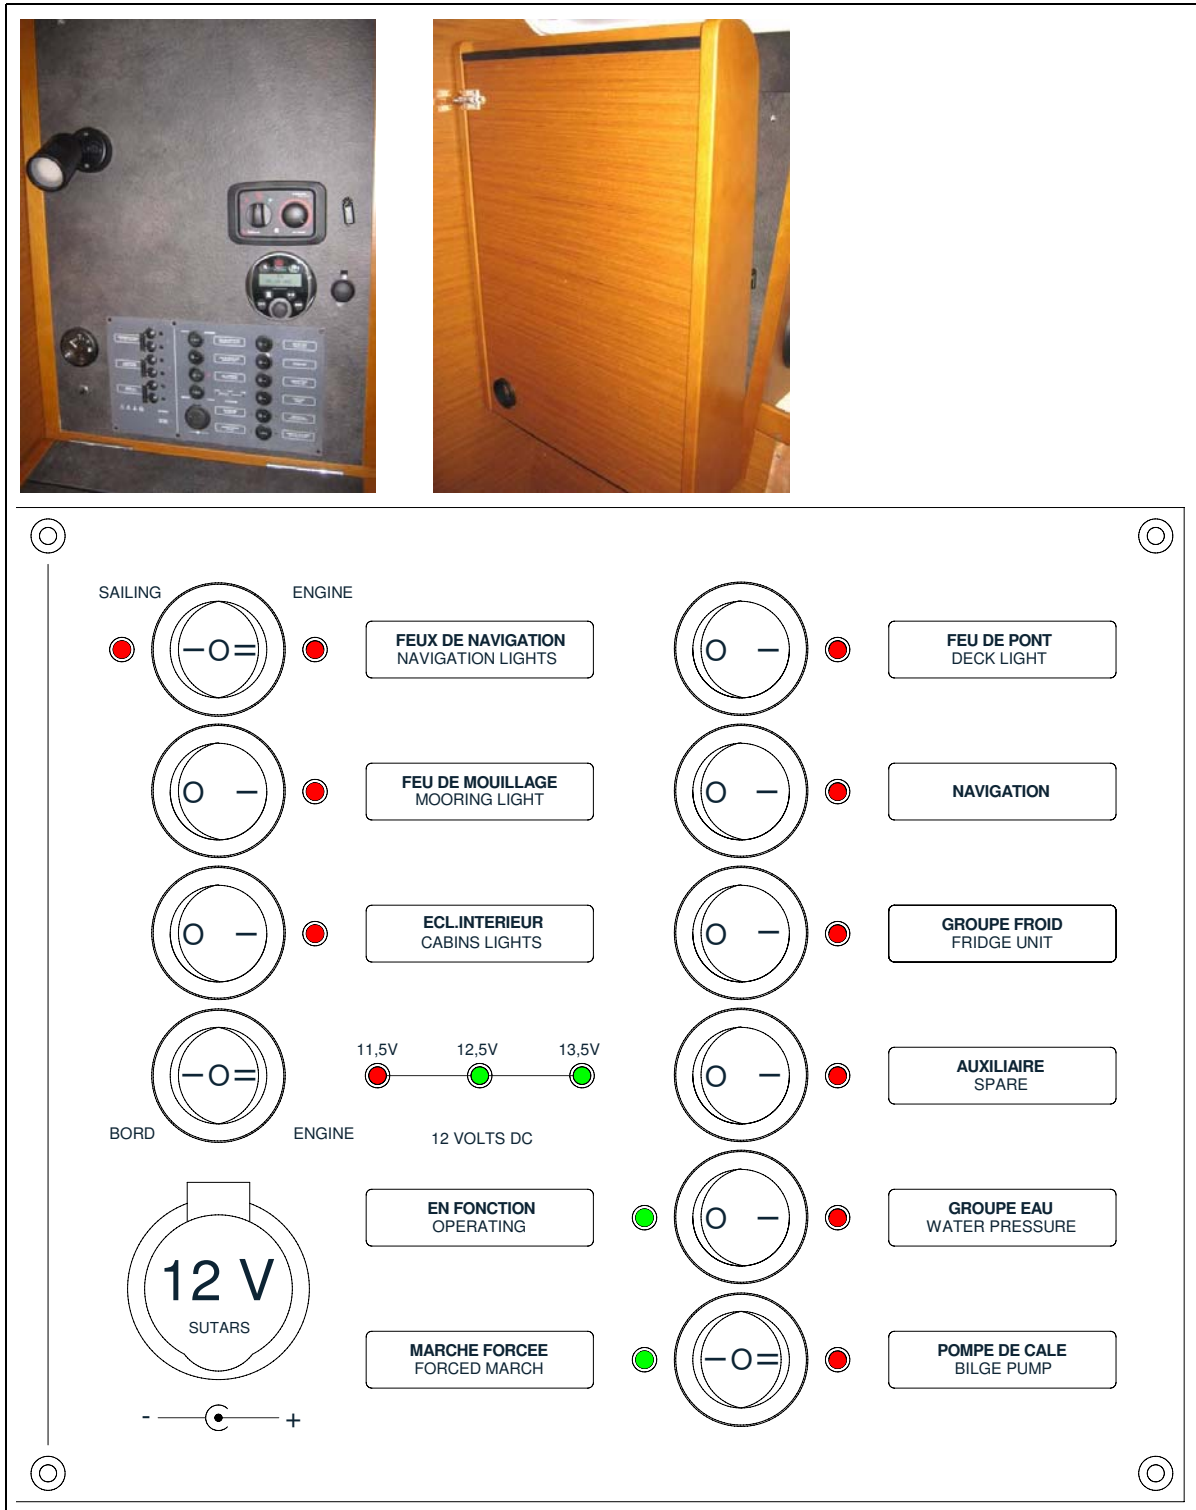 SAILING
ENGINE
– O =
FEUX DE NAVIGATION
NAVIGATION LIGHTS
O –
FEU DE PONT
DECK LIGHT
O –
FEU DE MOUILLAGE
MOORING LIGHT
O –
NAVIGATION
O –
ECL.INTERIEUR
CABINS LIGHTS
O –
GROUPE FROID
FRIDGE UNIT
– O =
BORD
ENGINE
11,5V 12,5V 13,5V
12 VOLTS DC
O –
AUXILIAIRE
SPARE
EN FONCTION
OPERATING
O –
GROUPE EAU
WATER PRESSURE
12 V
SUTARS
- +
MARCHE FORCEE
FORCED MARCH
– O =
POMPE DE CALE
BILGE PUMP